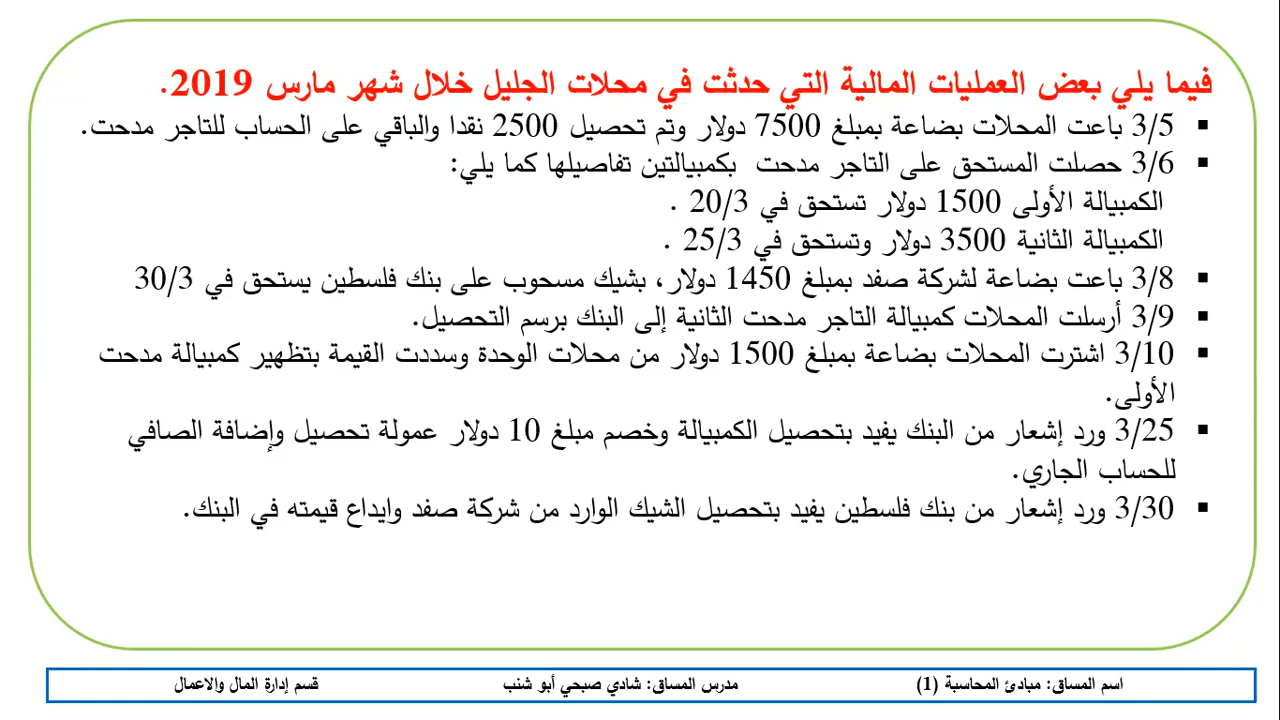 فيما يلي بعض العمليات المالية التي حدثت في محلات الجليل خلال شهر مارس 2019.
▪ 3/5 باعت المحلات بضاعة بمبلغ 7500 دولار وتم تحصيل 2500 نقدا والباقي على الحساب للتاجر مدحت.
▪ 3/6 حصلت المستحق على التاجر مدحت بكمبيالتين تفاصيلها كما يلي:
الكمبيالة الأولى 1500 دولار تستحق في 20/3 .
الكمبيالة الثانية 3500 دولار وتستحق في 25/3 .
▪ 3/8 باعت بضاعة لشركة صفد بمبلغ 1450 دولار، بشيك مسحوب على بنك فلسطين يستحق في 30/3
▪ 3/9 أرسلت المحلات كمبيالة التاجر مدحت الثانية إلى البنك برسم التحصيل.
▪ 3/10 اشترت المحلات بضاعة بمبلغ 1500 دولار من محلات الوحدة وسددت القيمة بتظهير كمبيالة مدحت
الأولى.
▪ 3/25 ورد إشعار من البنك يفيد بتحصيل الكمبيالة وخصم مبلغ 10 دولار عمولة تحصيل وإضافة الصافي
للحساب الجاري.
▪ 3/30 ورد إشعار من بنك فلسطين يفيد بتحصيل الشيك الوارد من شركة صفد وايداع قيمته في البنك.
اسم المساق: مبادئ المحاسبة (1) مدرس المساق: شادي صبحي أبو شنب قسم إدارة المال والاعمال